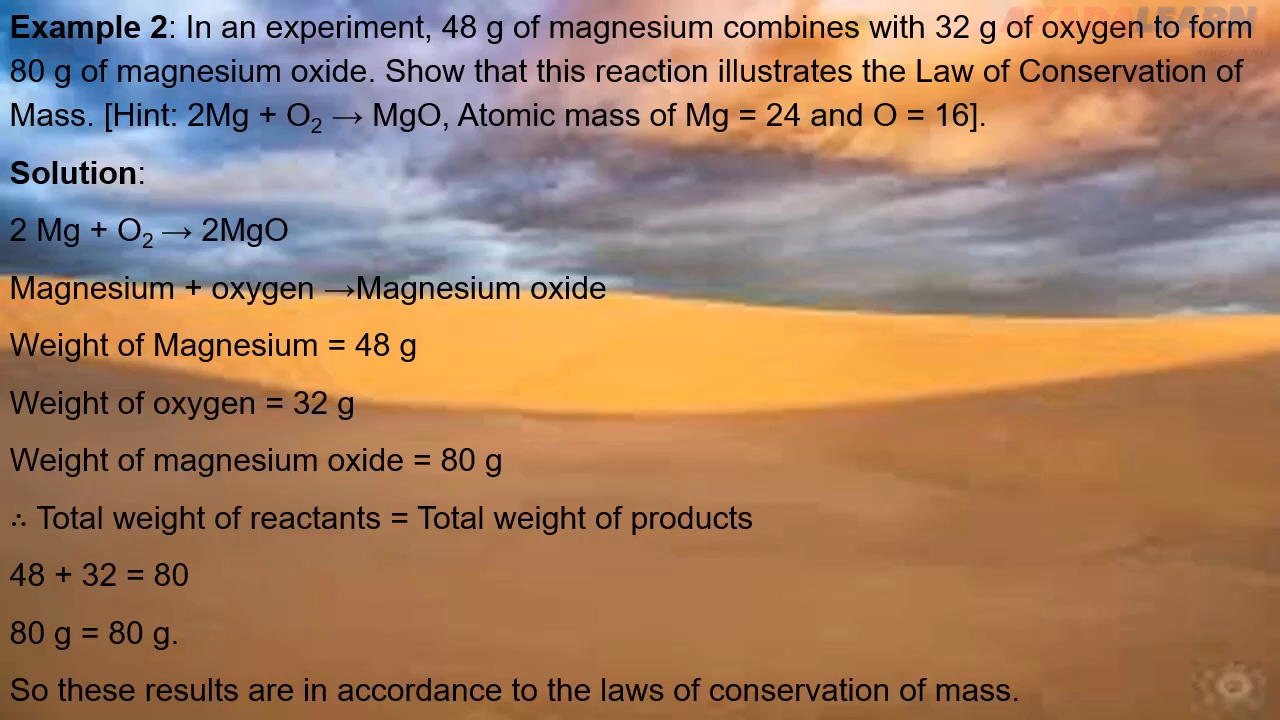 Example 2: In an experiment, 48 g of magnesium combines with 32 g of oxygen to form
80 g of magnesium oxide. Show that this reaction illustrates the Law of Conservation of
Mass. [Hint: 2Mg + O₂ → MgO, Atomic mass of Mg = 24 and O = 16].
Solution:
2 Mg + O₂ → 2MgO
Magnesium + oxygen →Magnesium oxide
Weight of Magnesium = 48 g
Weight of oxygen = 32 g
Weight of magnesium oxide = 80 g
∴ Total weight of reactants = Total weight of products
48 + 32 = 80
80 g = 80 g.
So these results are in accordance to the laws of conservation of mass.